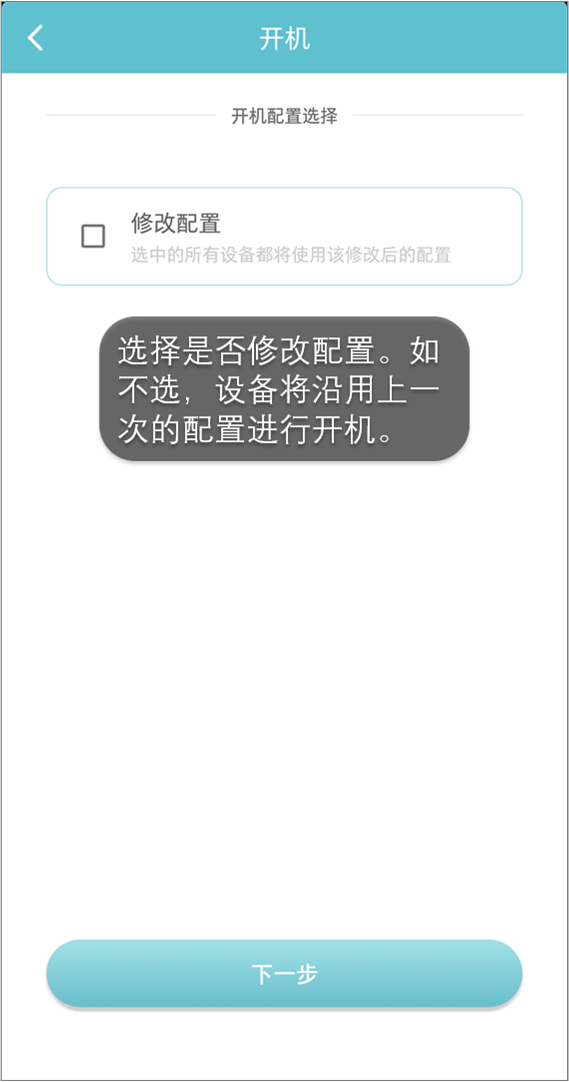 开机
开机配置选择
修改配置
选中的所有设备都将使用该修改后的配置
选择是否修改配置。如
不选，设备将沿用上一
次的配置进行开机。
下一步